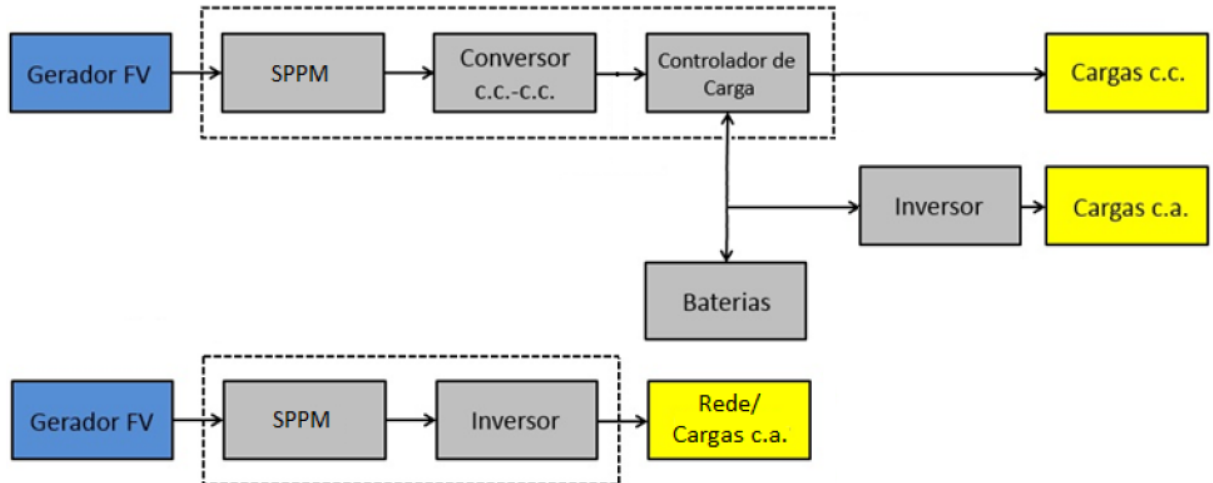 Gerador FV
SPPM
Conversor
c.c.-c.c.
Controlador de
Carga
Cargas c.c.
Inversor
Cargas c.a.
Baterias
Gerador FV
SPPM
Inversor
Rede/
Cargas c.a.